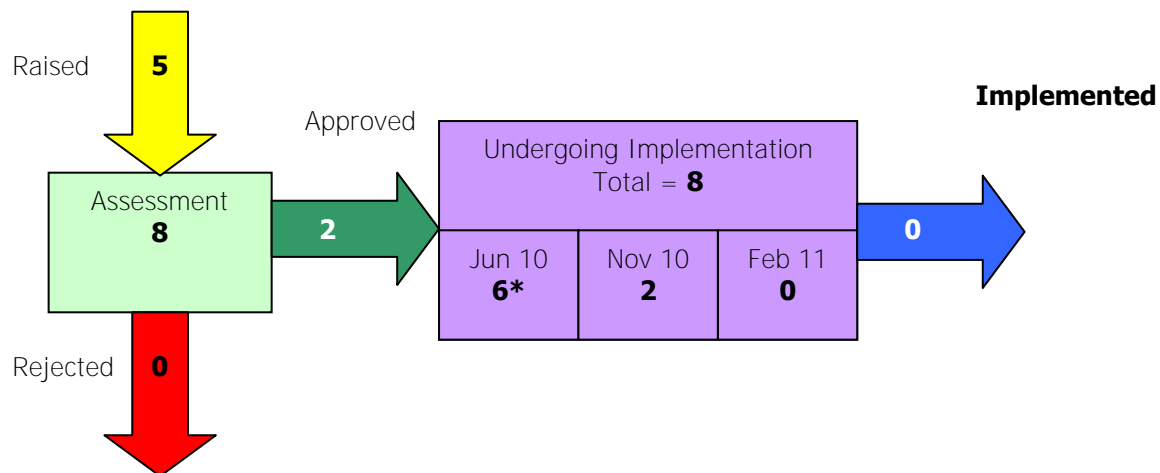 Raised
5
Implemented
Approved
Undergoing Implementation
Total = 8
Assessment
8
2
0
Jun 10
6*
Nov 10
2
Feb 11
0
Rejected
0